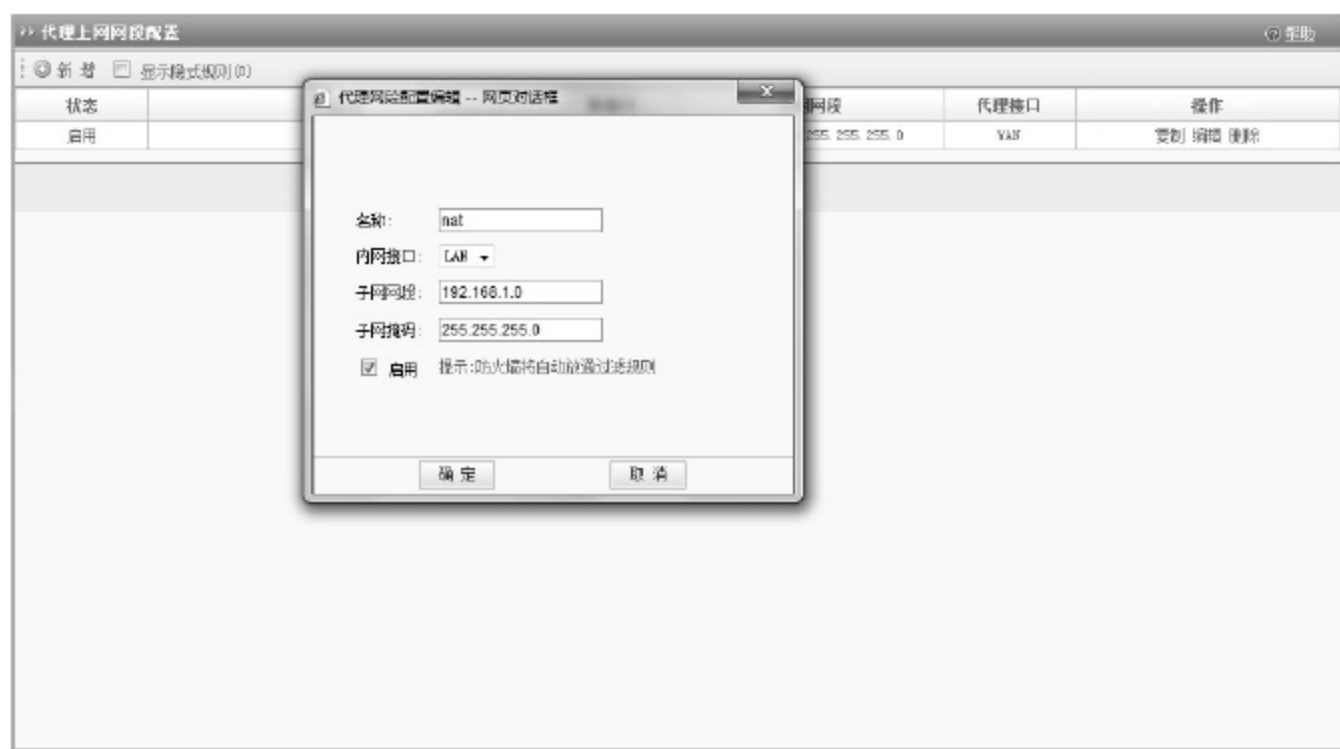 >> 代理上网网段配置
帮助
新增 显示隐式规则(0)
状态
网段 代理接口 操作
启用
255.255.255.0 WAN 复制 编辑 删除
代理网段配置编辑 -- 网页对话框
名称: nat
内网接口: LAN
子网网段: 192.168.1.0
子网掩码: 255.255.255.0
启用 提示:防火墙将自动放通过滤规则
确定 取消